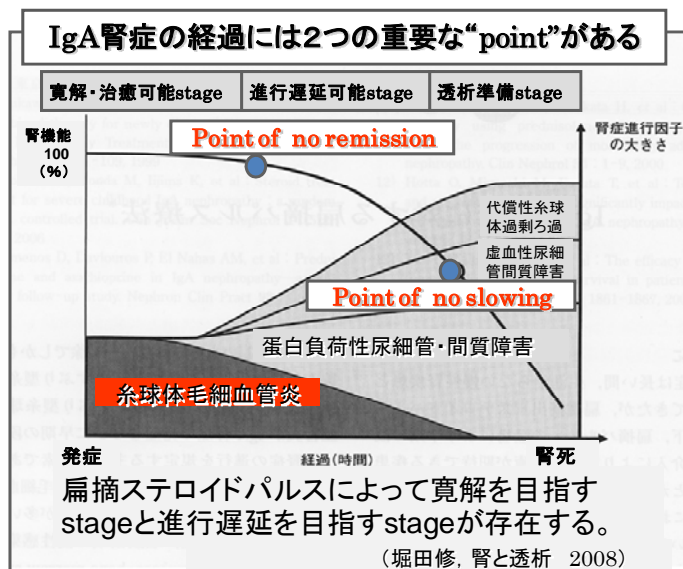 IgA腎症の経過には２つの重要な“point”がある
寛解・治癒可能stage 進行遅延可能stage 透析準備stage
腎機能
100
(%)
Point of no remission
腎症進行因子
の大きさ
代償性糸球
体過剰ろ過
虚血性尿細
管間質障害
Point of no slowing
蛋白負荷性尿細管・間質障害
糸球体毛細血管炎
発症 経過(時間) 腎死
扁摘ステロイドパルスによって寛解を目指す
stageと進行遅延を目指すstageが存在する。
（堀田修，腎と透析 2008）